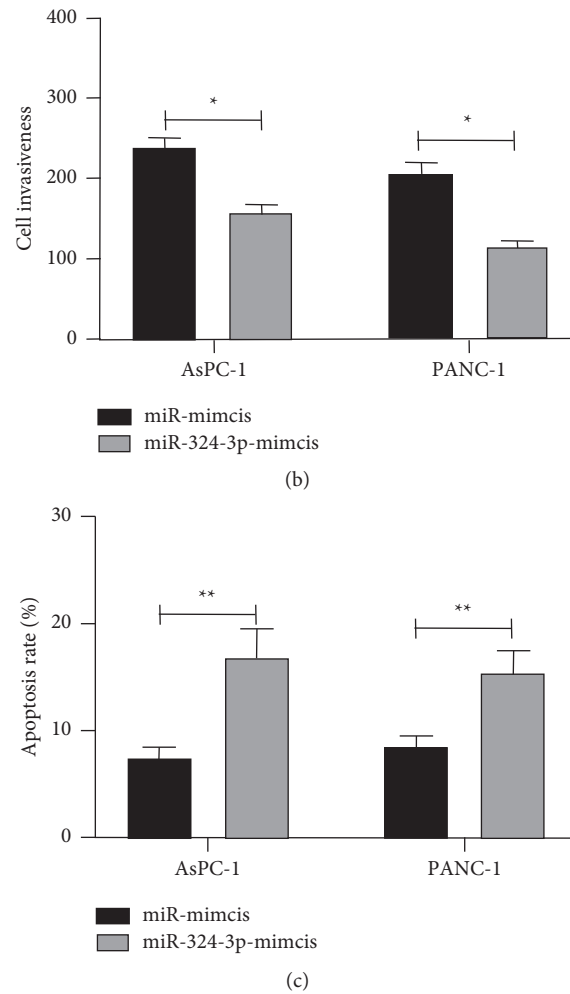 400
300
200
100
0
Cell invasiveness
*
*
AsPC-1
PANC-1
miR-mimcis
miR-324-3p-mimcis
(b)
30
20
10
0
Apoptosis rate (%)
**
**
AsPC-1
PANC-1
miR-mimcis
miR-324-3p-mimcis
(c)